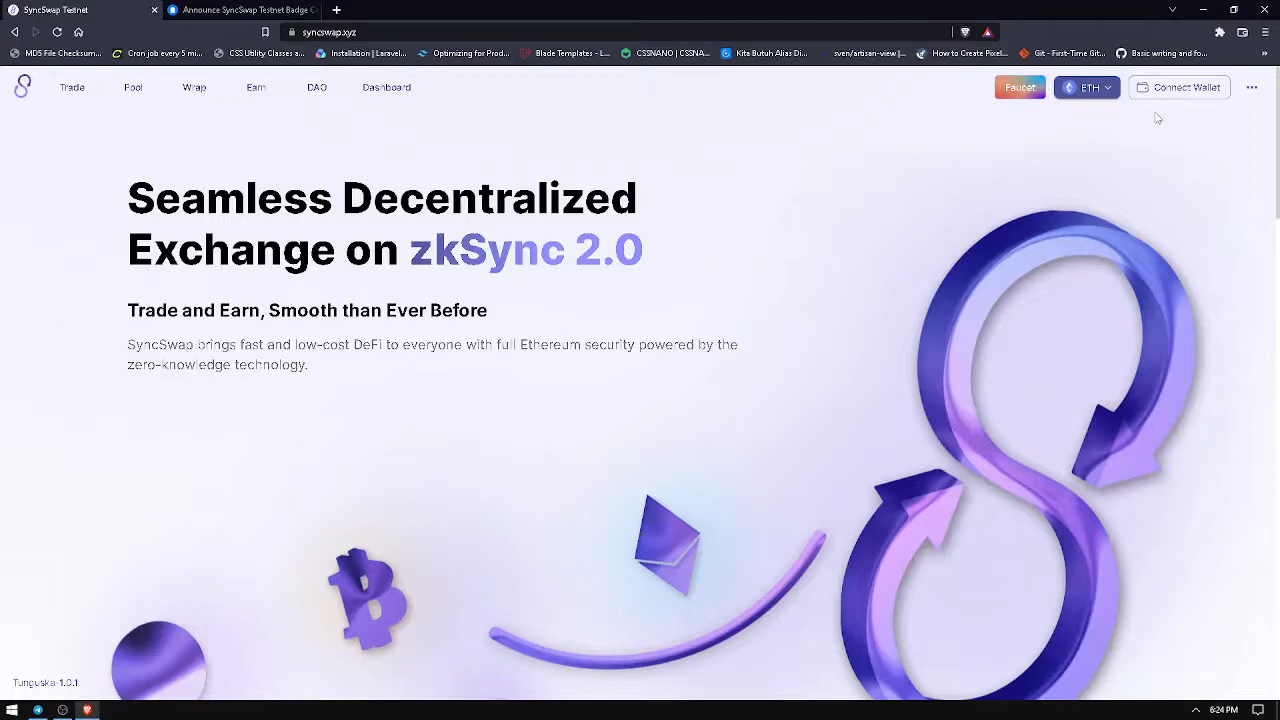 SyncSwap Testnet
Announce SyncSwap Testnet Badge C
syncswap.xyz
MD5 File Checksum...
Cron job every 5 mi...
CSS Utility Classes a...
Installation | Laravel...
Optimizing for Prod...
Blade Templates - L...
CSSNANO | CSSNA...
Kita Butuh Alias Di...
sven/artisan-view |...
How to Create Pixel...
Git - First-Time Git...
Basic writing and fo...
Trade
Pool
Wrap
Earn
DAO
Dashboard
Faucet
ETH
Connect Wallet
Seamless Decentralized
Exchange on zkSync 2.0
Trade and Earn, Smooth than Ever Before
SyncSwap brings fast and low-cost DeFi to everyone with full Ethereum security powered by the
zero-knowledge technology.
Tunguska-1.0.1
6:24 PM